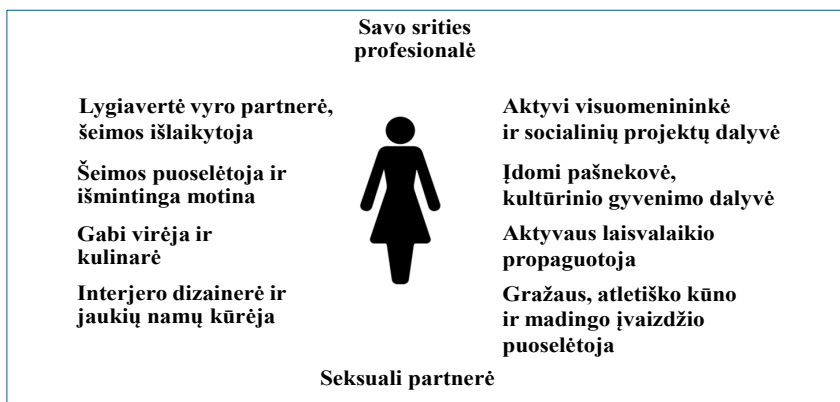 Savo srities
profesionalė
Lygiavertė vyro partnerė,
šeimos išlaikytoja
Šeimos puoselėtoja ir
išmintinga motina
Gabi virėja ir
kulinarė
Interjero dizainerė ir
jaukių namų kūrėja
Aktyvi visuomenininkė
ir socialinių projektų dalyvė
Įdomi pašnekovė,
kultūrinio gyvenimo dalyvė
Aktyvaus laisvalaikio
propaguotoja
Gražaus, atletiško kūno
ir madingo įvaizdžio
puoselėtoja
Seksuali partnerė